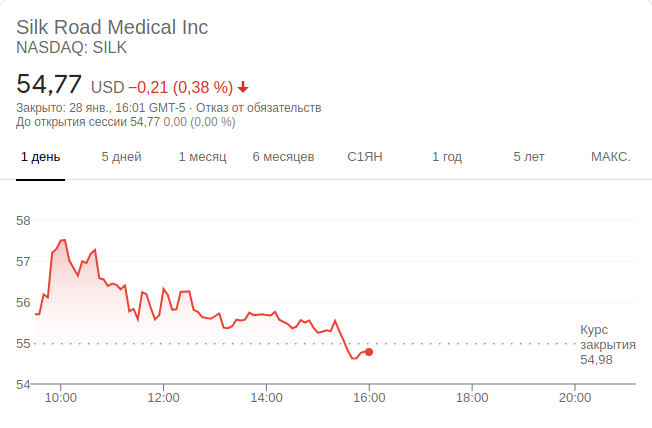 Silk Road Medical Inc
NASDAQ: SILK
54,77 USD −0,21 (0,38 %)
Закрыто: 28 янв., 16:01 GMT-5 · Отказ от обязательств
До открытия сессии 54,77 0,00 (0,00 %)
1 день 5 дней 1 месяц 6 месяцев С1ЯН 1 год 5 лет МАКС.
58
57
56
55
54
Курс
закрытия
54,98
10:00 12:00 14:00 16:00 18:00 20:00